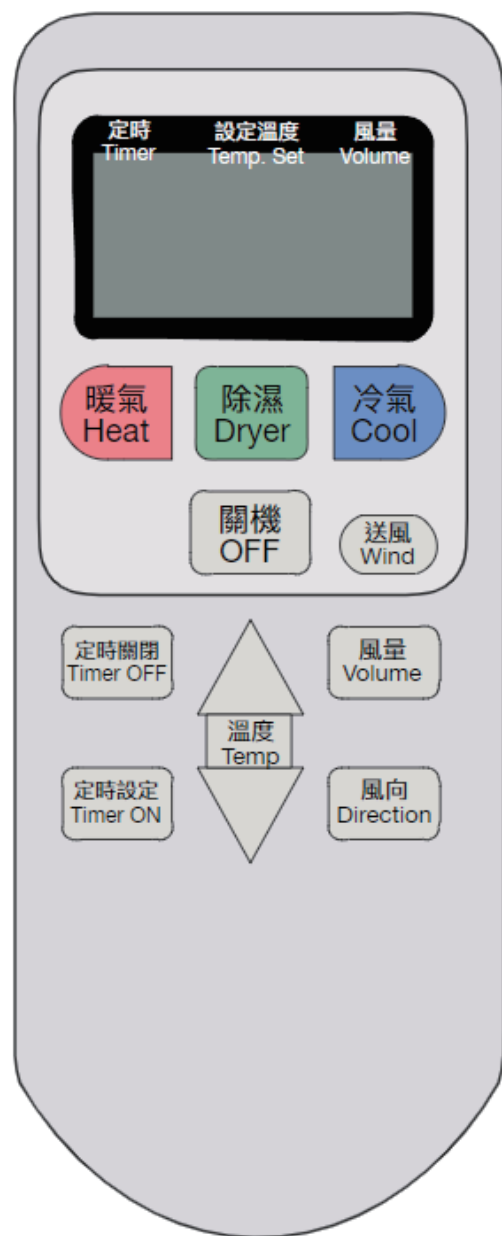 定時
Timer
設定溫度
Temp. Set
風量
Volume
暖氣
Heat
除濕
Dryer
冷氣
Cool
關機
OFF
送風
Wind
定時關閉
Timer OFF
溫度
Temp
風量
Volume
定時設定
Timer ON
風向
Direction